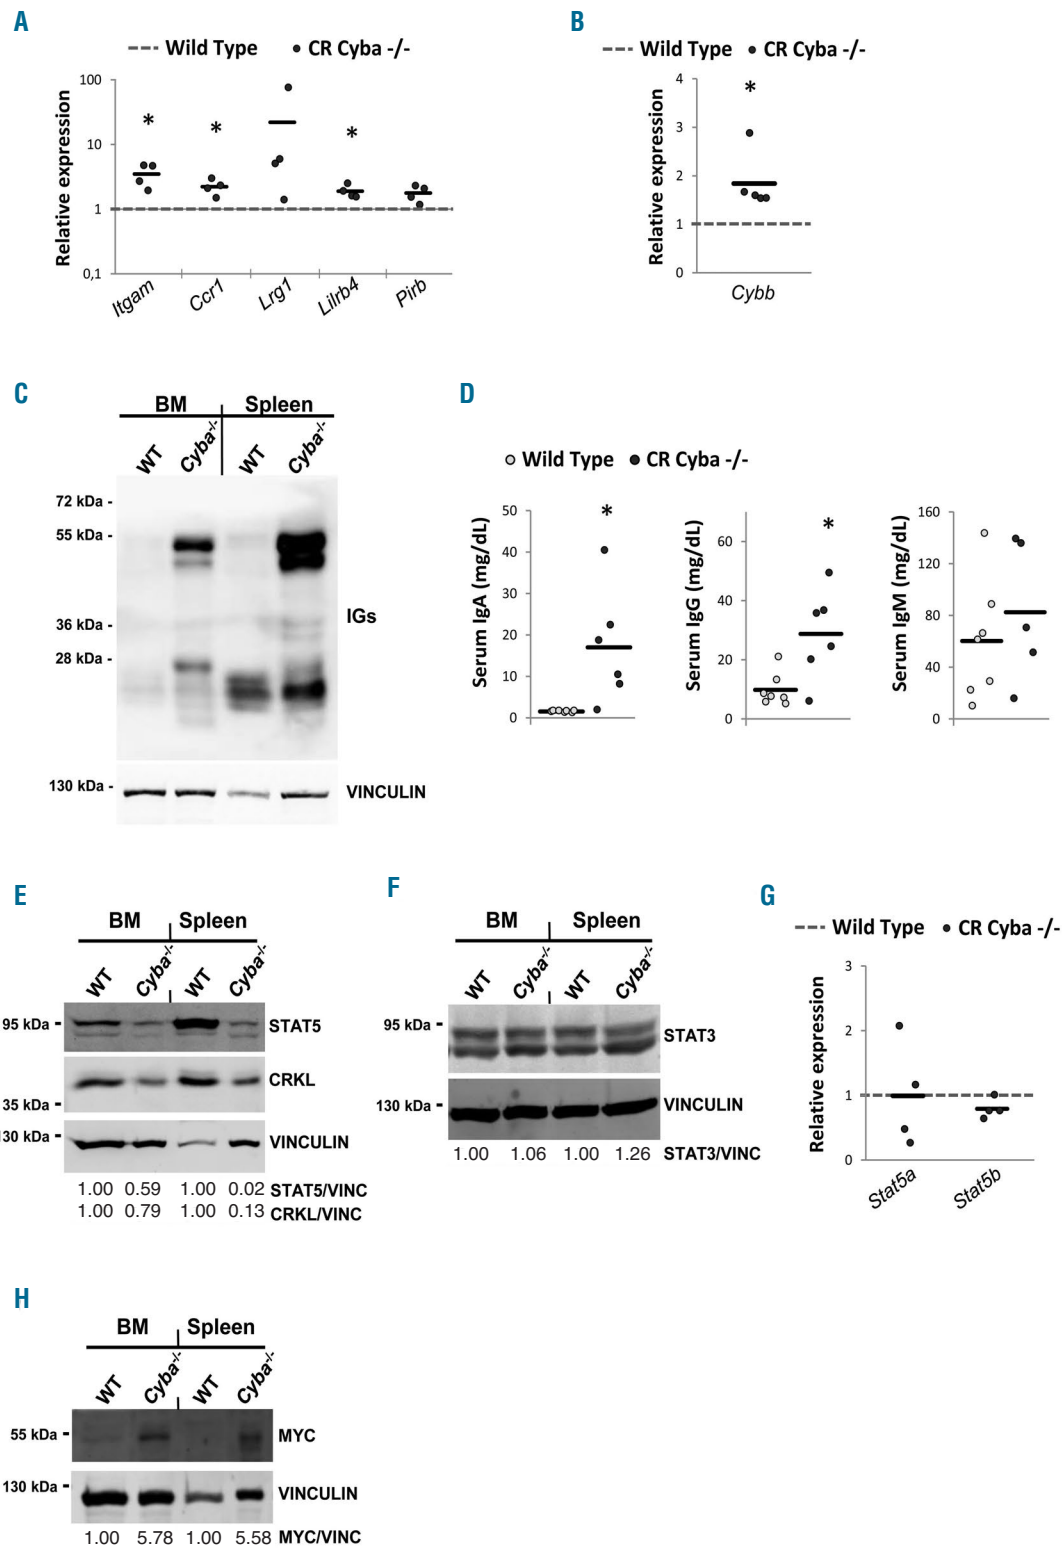 A
Wild Type CR Cyba -/-
Relative expression
100
10
1
0,1
Itgam Ccr1 Lrg1 Lilrb4 Pirb
* * *
B
Wild Type CR Cyba -/-
Relative expression
4
3
2
1
0
*
Cybb
C
BM Spleen
WT Cyba-/- WT Cyba-/-
72 kDa -
55 kDa -
36 kDa -
28 kDa -
IGs
130 kDa -
VINCULIN
D
Wild Type CR Cyba -/-
Serum IgA (mg/dL)
50
40
30
20
10
0
*
Serum IgG (mg/dL)
60
40
20
0
*
Serum IgM (mg/dL)
160
120
80
40
0
E
BM Spleen
WT Cyba-/- WT Cyba-/-
95 kDa -
STAT5
CRKL
35 kDa -
130 kDa -
VINCULIN
1.00 0.59 1.00 0.02 STAT5/VINC
1.00 0.79 1.00 0.13 CRKL/VINC
F
BM Spleen
WT Cyba-/- WT Cyba-/-
95 kDa -
STAT3
130 kDa -
VINCULIN
1.00 1.06 1.00 1.26 STAT3/VINC
G
Wild Type CR Cyba -/-
Relative expression
3
2
1
0
Stat5a Stat5b
H
BM Spleen
WT Cyba-/- WT Cyba-/-
55 kDa -
MYC
130 kDa -
VINCULIN
1.00 5.78 1.00 5.58 MYC/VINC